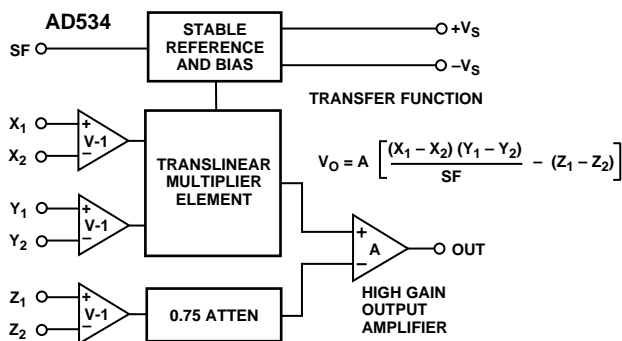 AD534
SF
STABLE
REFERENCE
AND BIAS
+VS
–VS
TRANSFER FUNCTION
X1
X2
+
–
V-1
TRANSLINEAR
MULTIPLIER
ELEMENT
VO = A [ (X1 – X2) (Y1 – Y2) / SF – (Z1 – Z2) ]
Y1
Y2
+
–
V-1
+
–
A
OUT
HIGH GAIN
OUTPUT
AMPLIFIER
Z1
Z2
+
–
V-1
0.75 ATTEN